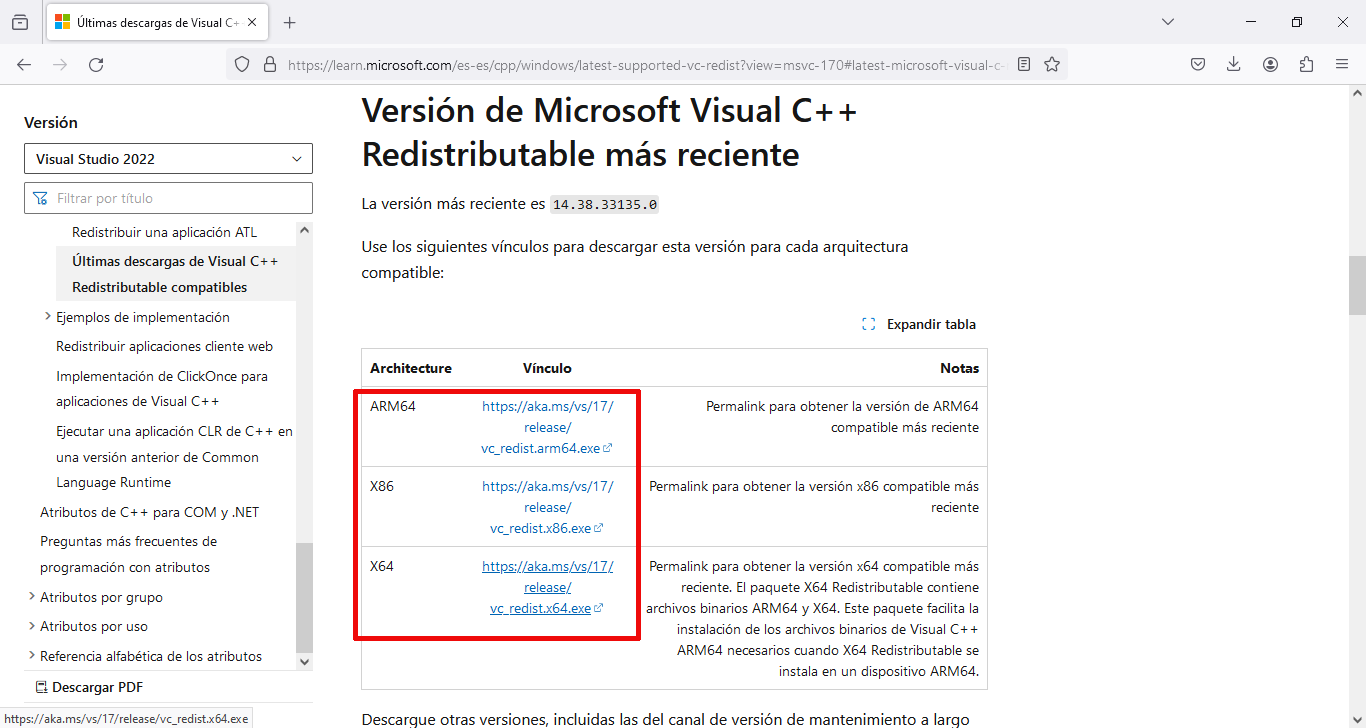 Últimas descargas de Visual C+
https://learn.microsoft.com/es-es/cpp/windows/latest-supported-vc-redist?view=msvc-170#latest-microsoft-visual-c-
Versión
Visual Studio 2022
Filtrar por título
Redistribuir una aplicación ATL
Últimas descargas de Visual C++
Redistributable compatibles
Ejemplos de implementación
Redistribuir aplicaciones cliente web
Implementación de ClickOnce para
aplicaciones de Visual C++
Ejecutar una aplicación CLR de C++ en
una versión anterior de Common
Language Runtime
Atributos de C++ para COM y .NET
Preguntas más frecuentes de
programación con atributos
Atributos por grupo
Atributos por uso
Referencia alfabética de los atributos
Descargar PDF
Versión de Microsoft Visual C++
Redistributable más reciente
La versión más reciente es 14.38.33135.0
Use los siguientes vínculos para descargar esta versión para cada arquitectura
compatible:
Expandir tabla
Architecture Vínculo Notas
ARM64 https://aka.ms/vs/17/ Permalink para obtener la versión de ARM64
release/ compatible más reciente
vc_redist.arm64.exe
X86 https://aka.ms/vs/17/ Permalink para obtener la versión x86 compatible más
release/ reciente
vc_redist.x86.exe
X64 https://aka.ms/vs/17/ Permalink para obtener la versión x64 compatible más
release/ reciente. El paquete X64 Redistributable contiene
vc_redist.x64.exe archivos binarios ARM64 y X64. Este paquete facilita la
instalación de los archivos binarios de Visual C++
ARM64 necesarios cuando X64 Redistributable se
instala en un dispositivo ARM64.
Descargue otras versiones, incluidas las del canal de versión de mantenimiento a largo
https://aka.ms/vs/17/release/vc_redist.x64.exe